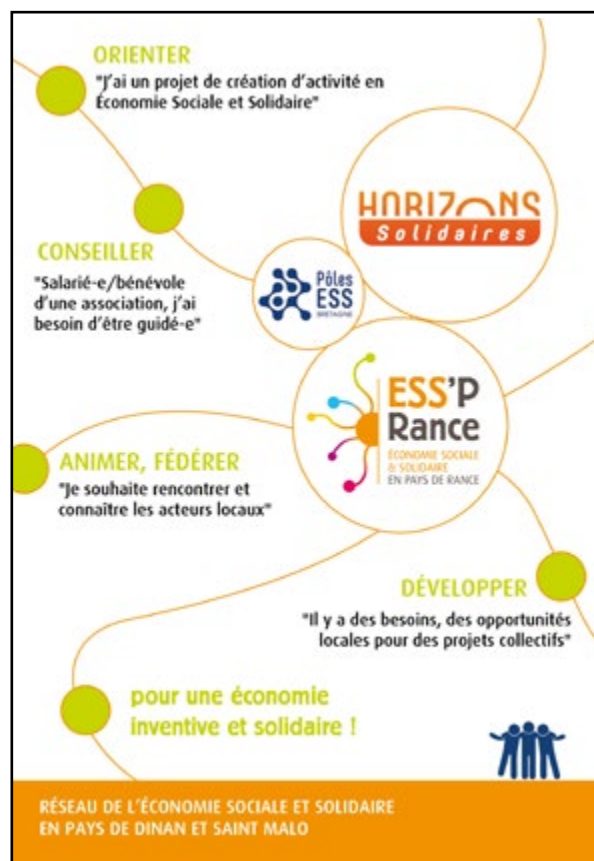 ORIENTER
"J'ai un projet de création d'activité en
Économie Sociale et Solidaire"
HORIZONS
Solidaires
CONSEILLER
"Salarié-e/bénévole
d'une association, j'ai
besoin d'être guidé-e"
Pôles
ESS
BRETAGNE
ESS'P
Rance
ÉCONOMIE SOCIALE
& SOLIDAIRE
EN PAYS DE RANCE
ANIMER, FÉDÉRER
"Je souhaite rencontrer et
connaître les acteurs locaux"
DÉVELOPPER
"Il y a des besoins, des opportunités
locales pour des projets collectifs"
pour une économie
inventive et solidaire !
RÉSEAU DE L'ÉCONOMIE SOCIALE ET SOLIDAIRE
EN PAYS DE DINAN ET SAINT MALO